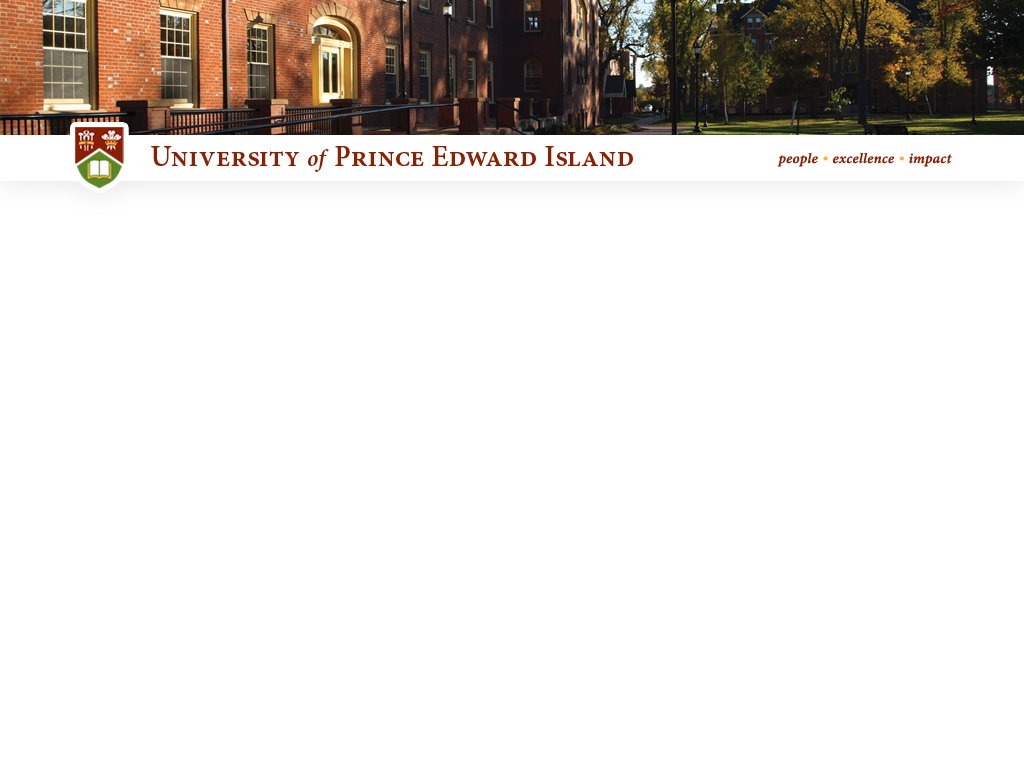 University of Prince Edward Island
people ▪ excellence ▪ impact